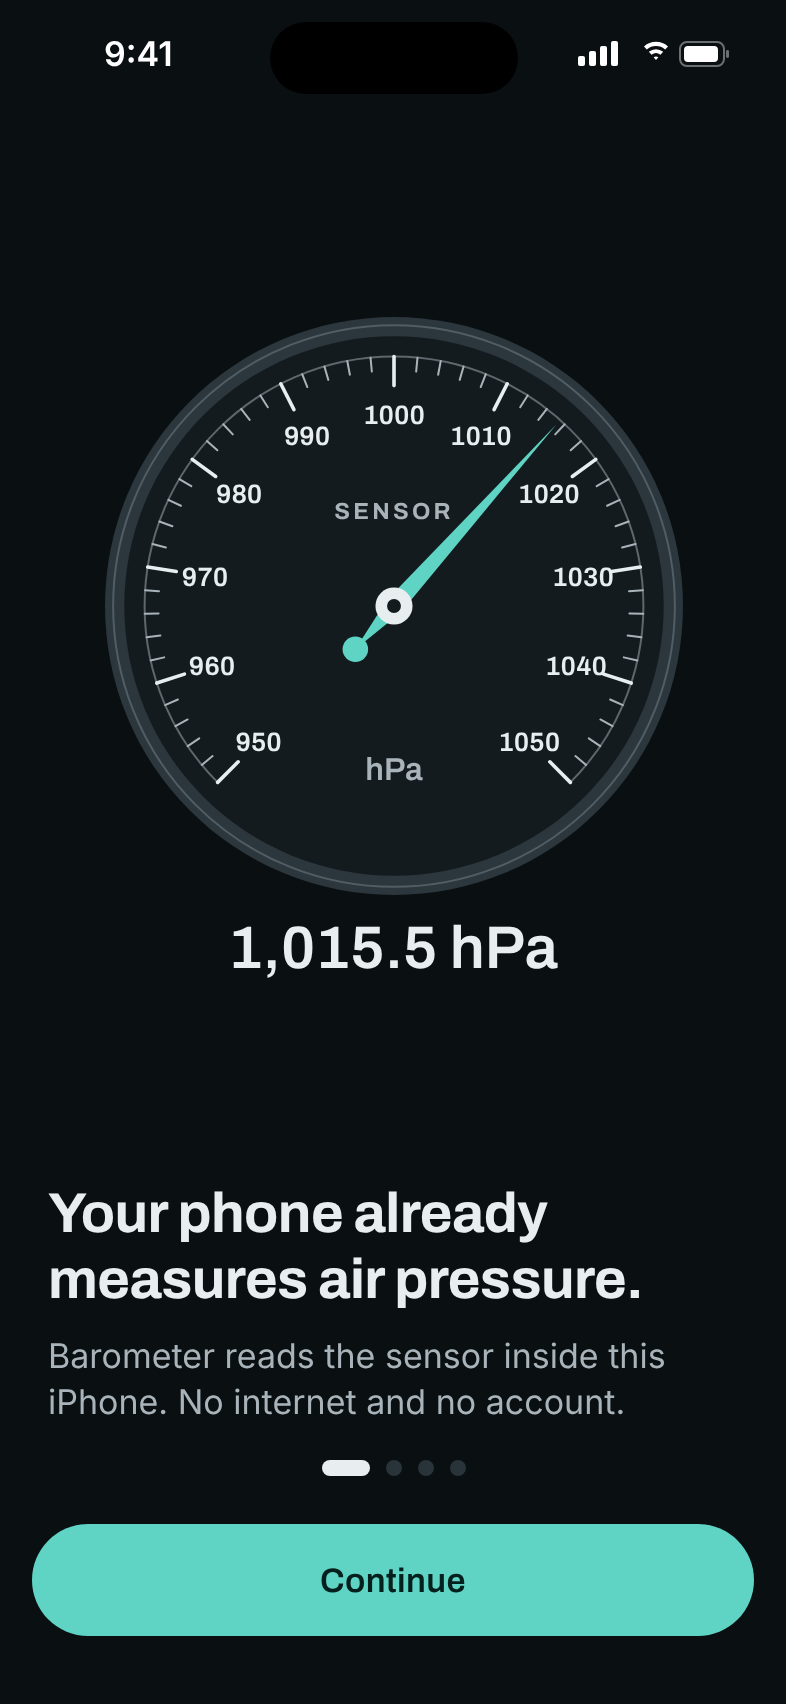 9:41
1000
990
1010
980
1020
SENSOR
970
1030
960
1040
950
1050
hPa
1,015.5 hPa
Your phone already
measures air pressure.
Barometer reads the sensor inside this
iPhone. No internet and no account.
Continue